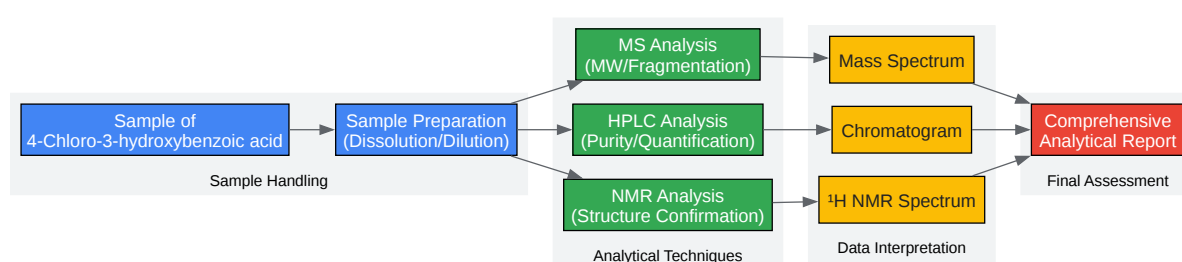 Sample of
4-Chloro-3-hydroxybenzoic acid
Sample Preparation
(Dissolution/Dilution)
Sample Handling
MS Analysis
(MW/Fragmentation)
HPLC Analysis
(Purity/Quantification)
NMR Analysis
(Structure Confirmation)
Analytical Techniques
Mass Spectrum
Chromatogram
¹H NMR Spectrum
Data Interpretation
Comprehensive
Analytical Report
Final Assessment